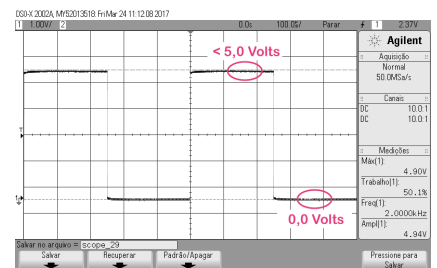 DSO-X 2002A, MY52013518: Fri Mar 24 11:12:08 2017
1 1.00V/ 2 0.0s 100.0%/ Parar 1 2.37V
Agilent
Aquisição
Normal
50.0MSa/s
Canais
DC 10.0:1
DC 10.0:1
Medições
Máx(1):
4.90V
Trabalho(1):
50.1%
Freq(1):
2.0000kHz
Ampl(1):
4.94V
< 5,0 Volts
0,0 Volts
Salvar no arquivo = scope_29
Salvar Recuperar Padrão/Apagar Pressione para
Salvar